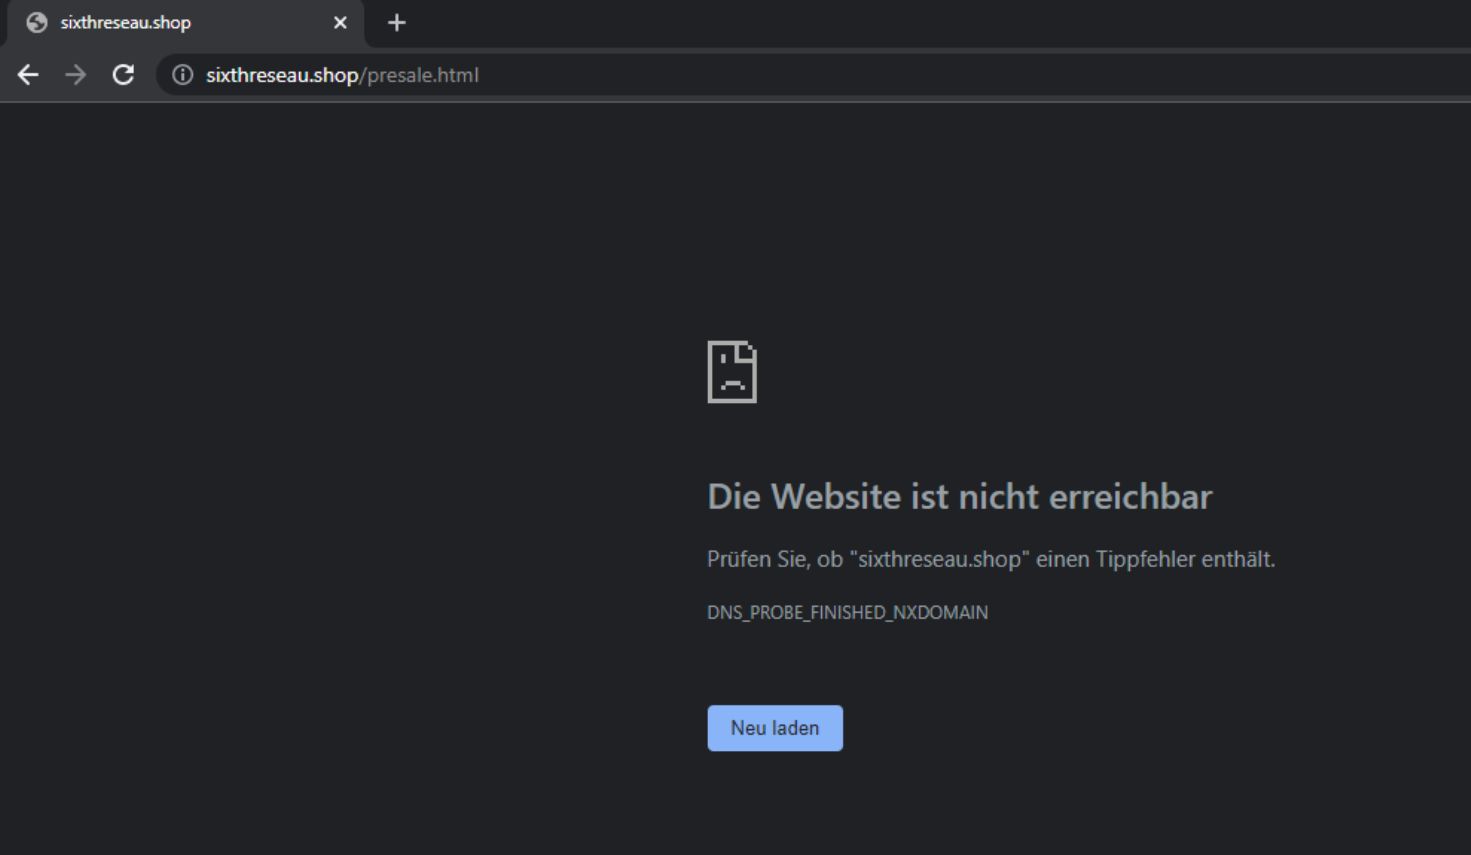 sixthreseau.shop
sixthreseau.shop/presale.html
Die Website ist nicht erreichbar
Prüfen Sie, ob "sixthreseau.shop" einen Tippfehler enthält.
DNS_PROBE_FINISHED_NXDOMAIN
Neu laden